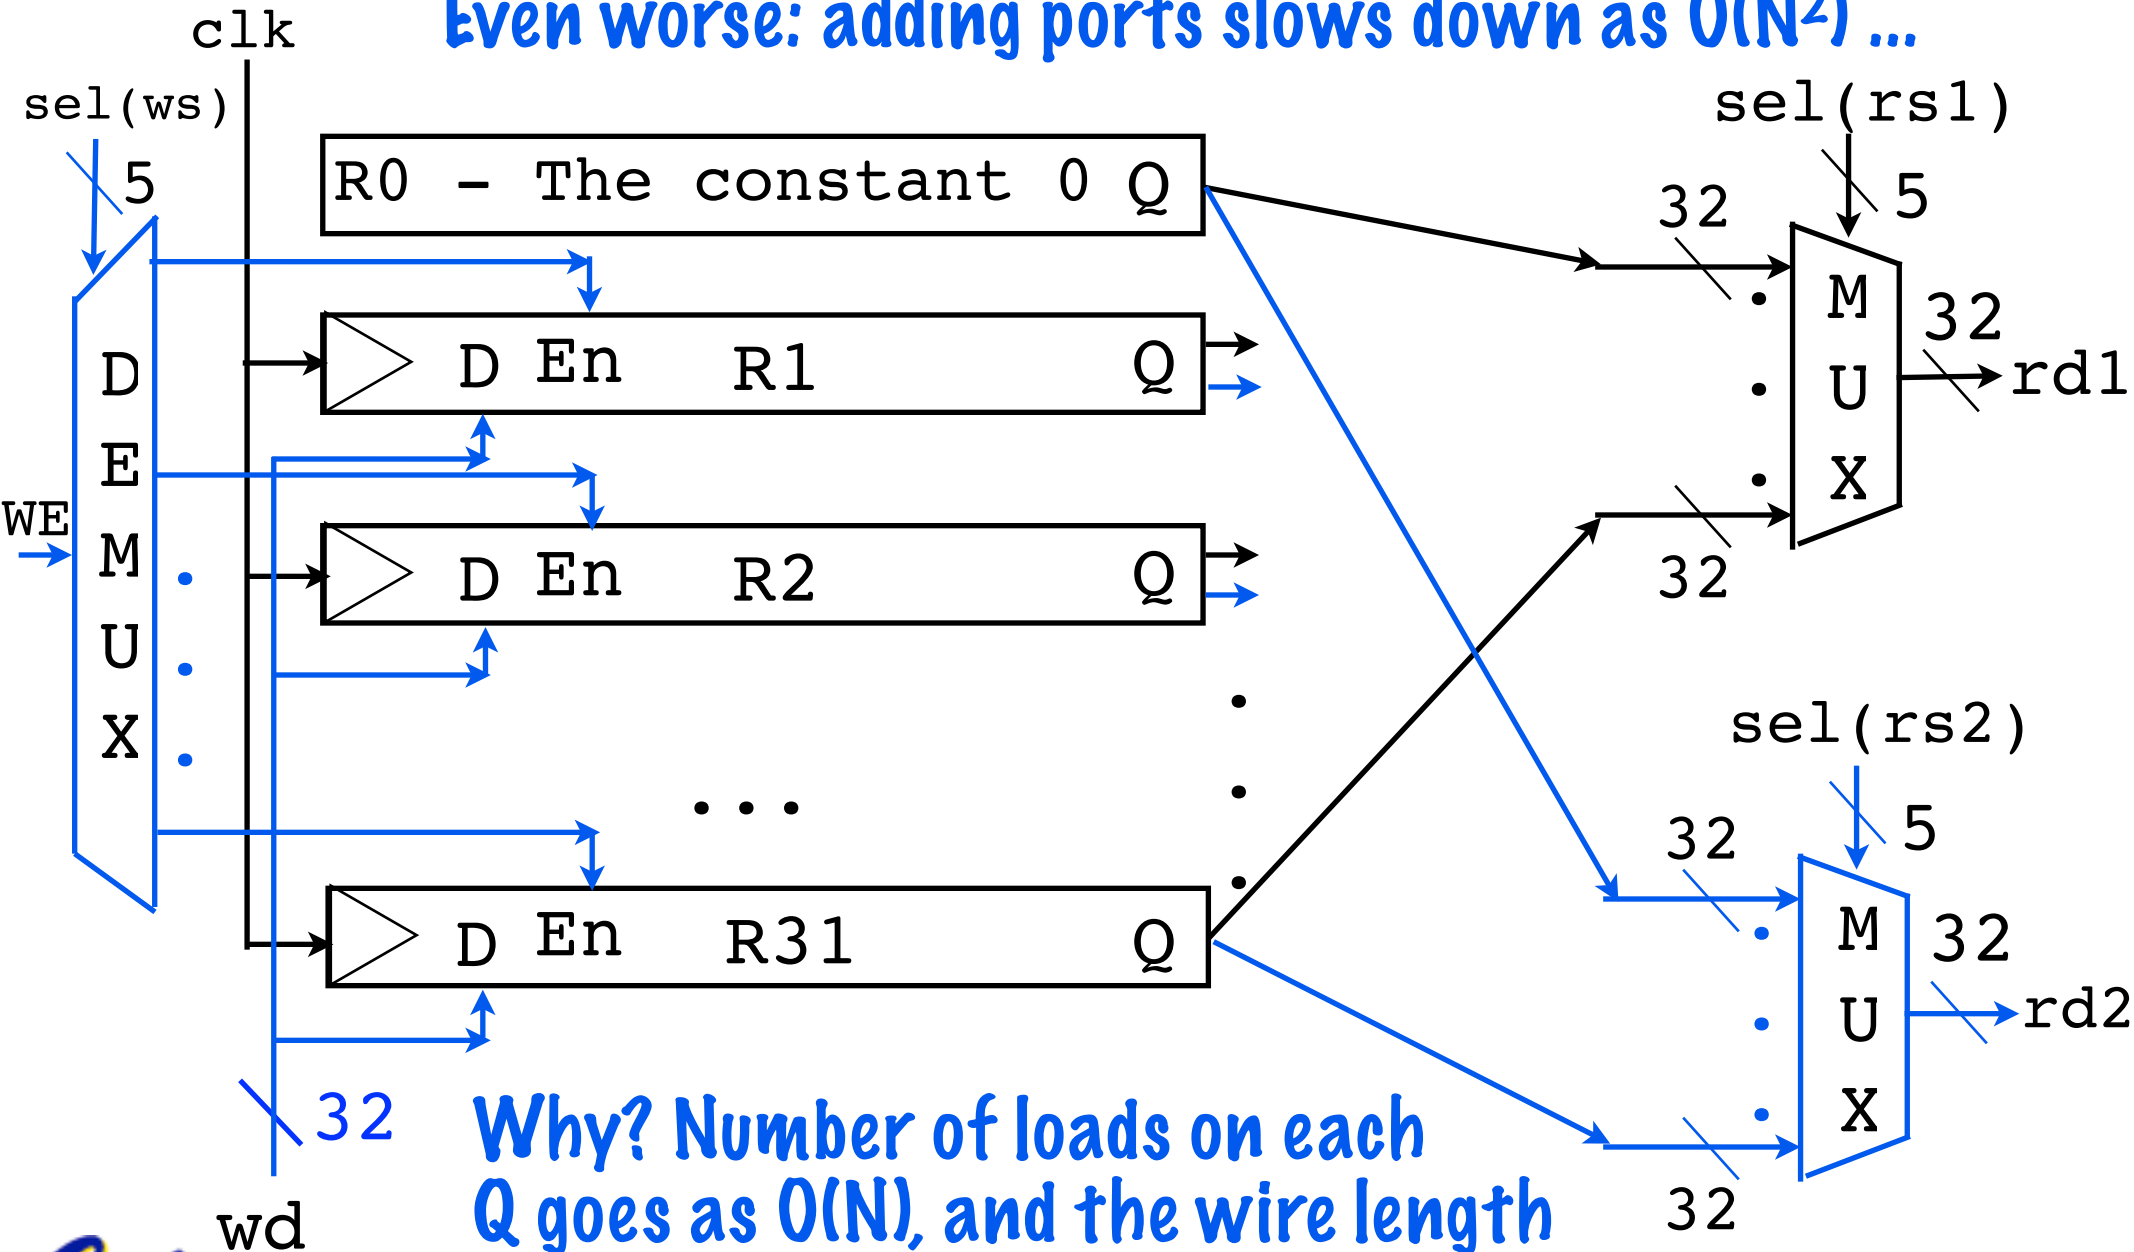 Even worse: adding ports slows down as O(N²) ...
clk
sel(ws)
5
sel(rs1)
5
R0 - The constant 0 Q
32
D En R1 Q
M
U
X
32
rd1
D
E
M
U
X
WE
D En R2 Q
32
sel(rs2)
5
...
32
D En R31 Q
M
U
X
32
rd2
32
32
wd
Why? Number of loads on each
Q goes as O(N), and the wire length